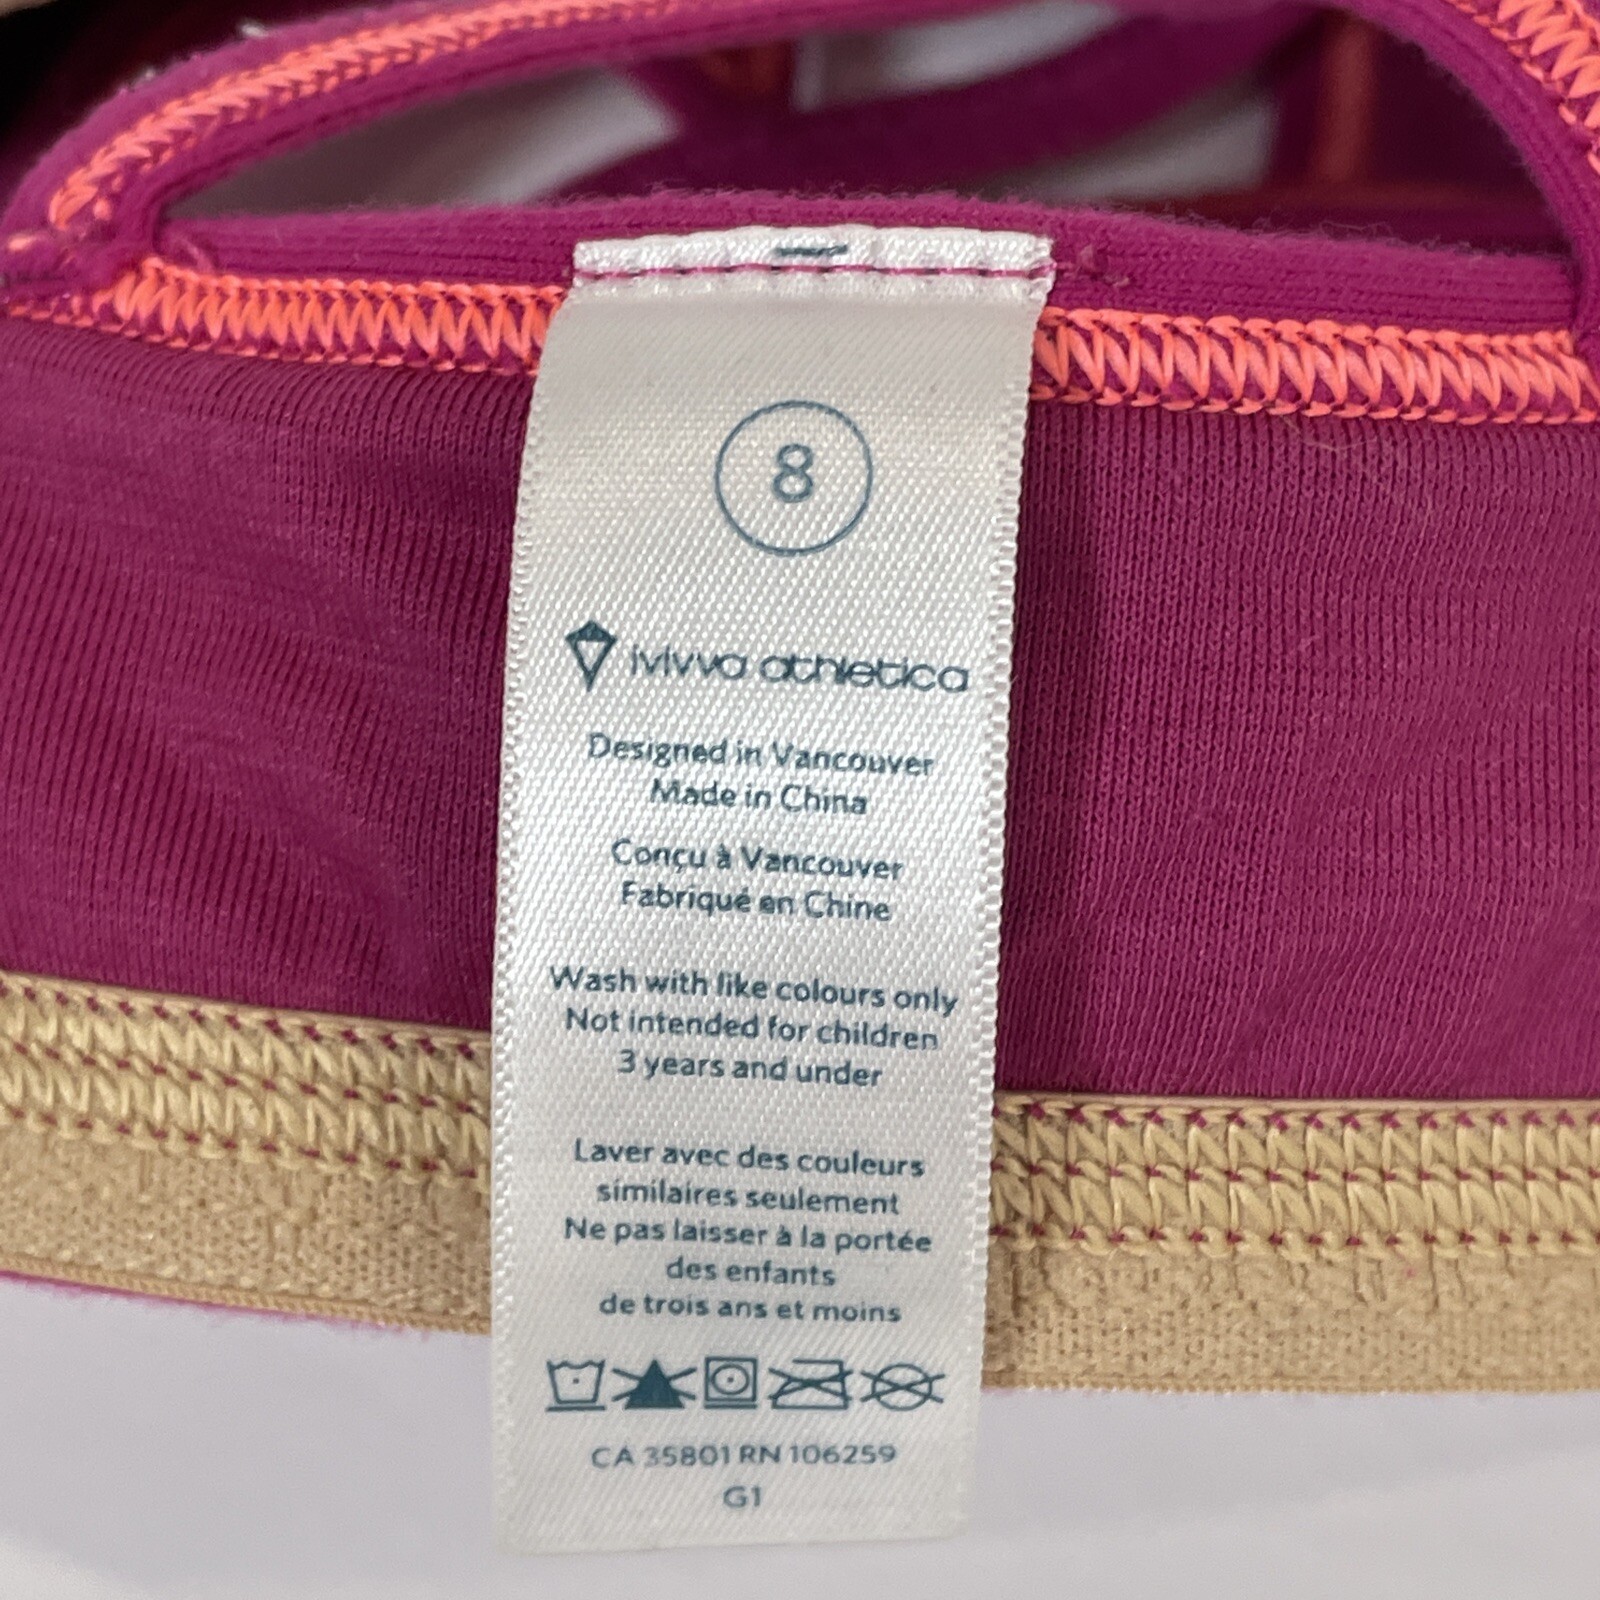 8
ivivva athletica
Designed in Vancouver
Made in China
Conçu à Vancouver
Fabriqué en Chine
Wash with like colours only
Not intended for children
3 years and under
Laver avec des couleurs
similaires seulement
Ne pas laisser à la portée
des enfants
de trois ans et moins
CA 35801 RN 106259
G1